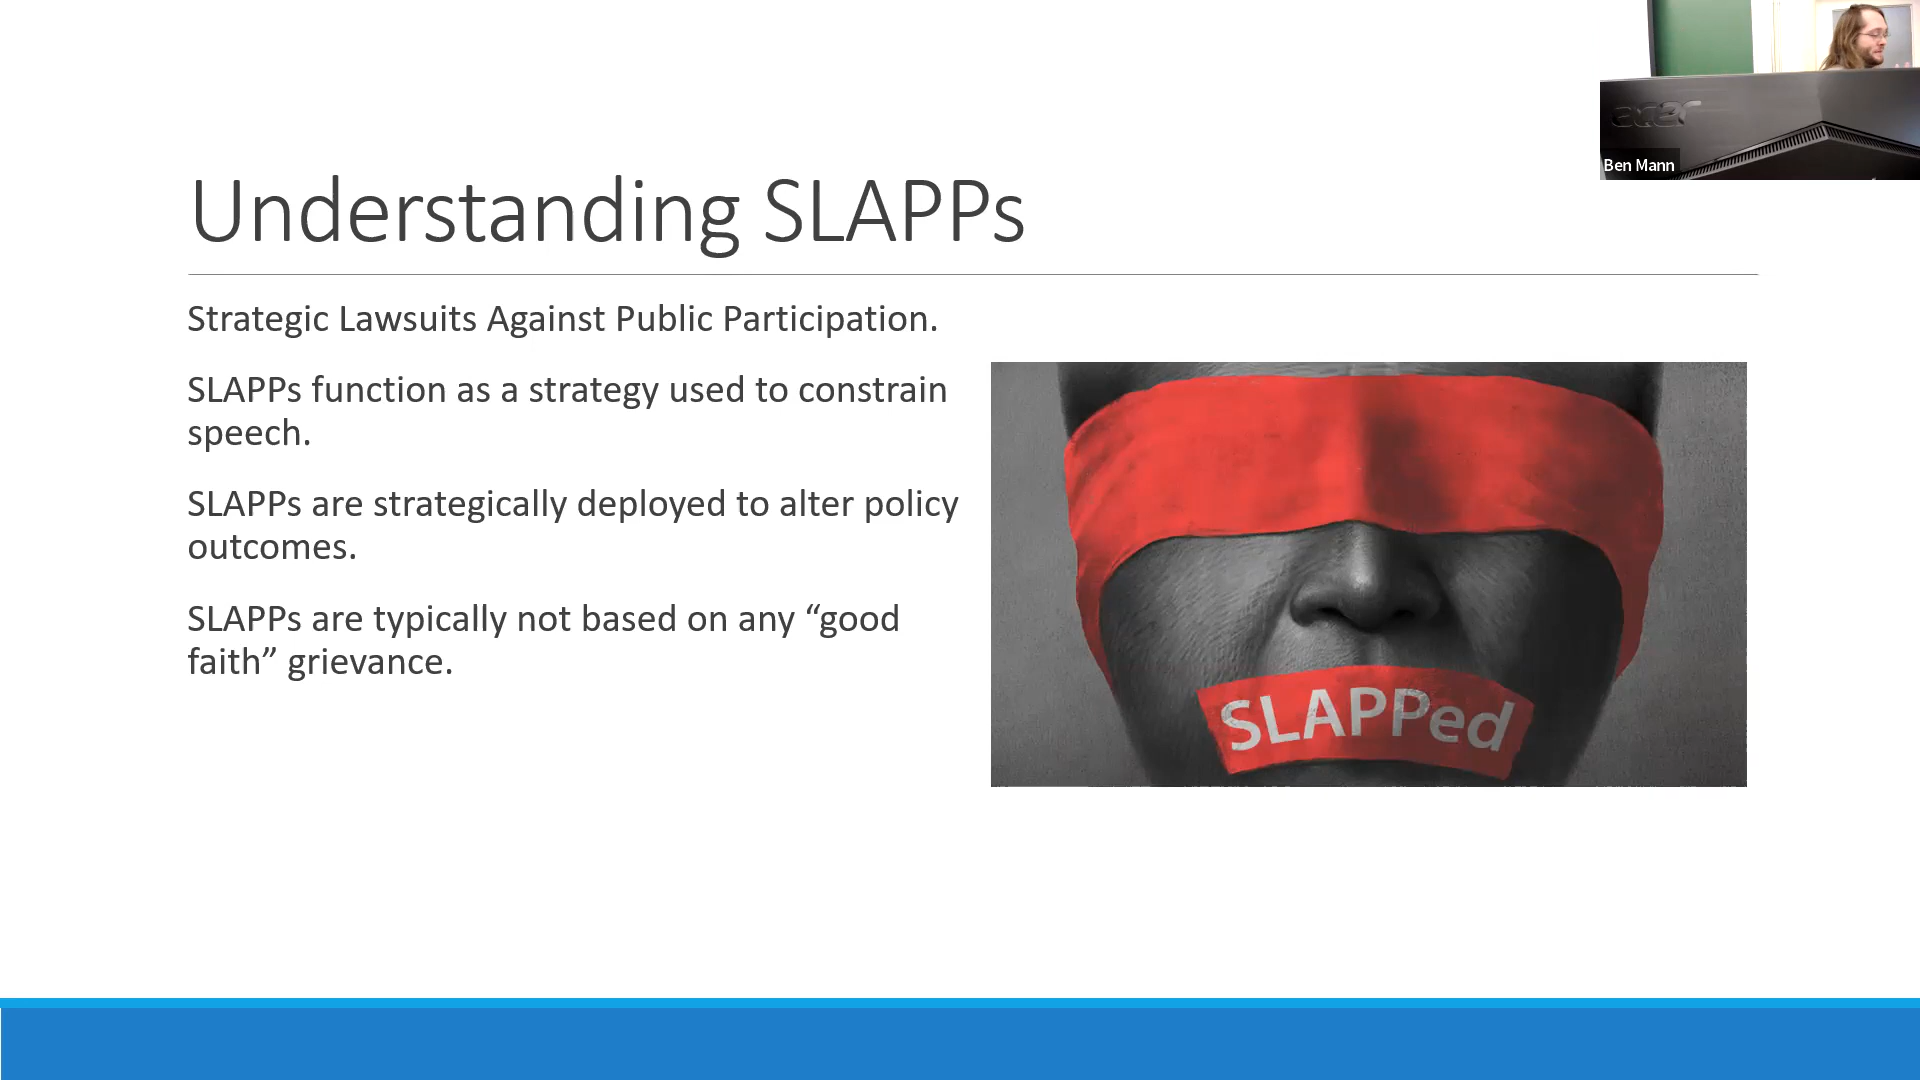 acer
Ben Mann
Understanding SLAPPs
Strategic Lawsuits Against Public Participation.
SLAPPs function as a strategy used to constrain
speech.
SLAPPs are strategically deployed to alter policy
outcomes.
SLAPPs are typically not based on any “good
faith” grievance.
SLAPPed